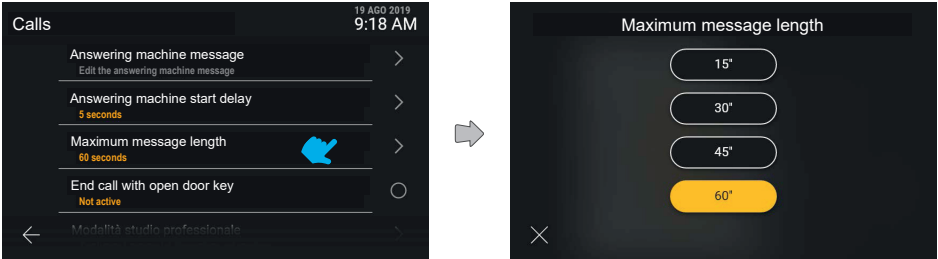 Calls
19 AGO 2019
9:18 AM
Answering machine message
Edit the answering machine message
Answering machine start delay
5 seconds
Maximum message length
60 seconds
End call with open door key
Not active
Modalità studio professionale
Maximum message length
15"
30"
45"
60"